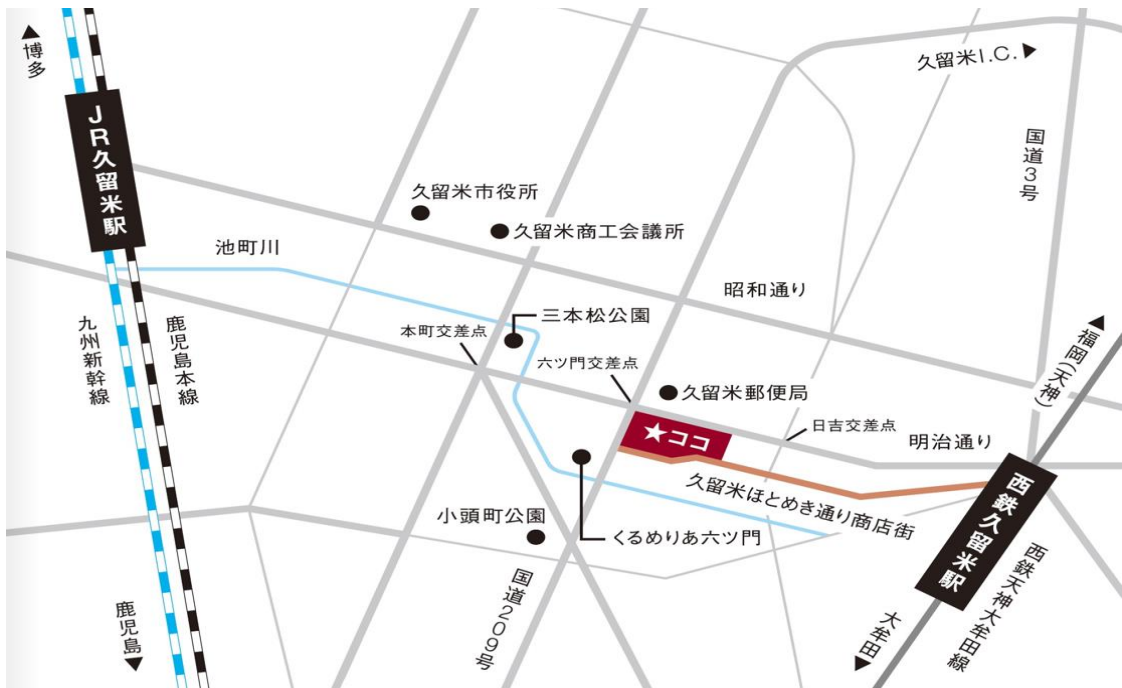 ▲博多
久留米I.C.▶
JR久留米駅
国道3号
久留米市役所
久留米商工会議所
池町川
昭和通り
三本松公園
九州新幹線
鹿児島本線
本町交差点
六ツ門交差点
▲福岡(天神)
久留米郵便局
日吉交差点
★ココ
明治通り
久留米ほとめき通り商店街
西鉄久留米駅
小頭町公園
くるめりあ六ツ門
国道209号
西鉄天神大牟田線
鹿児島▼
大牟田▼